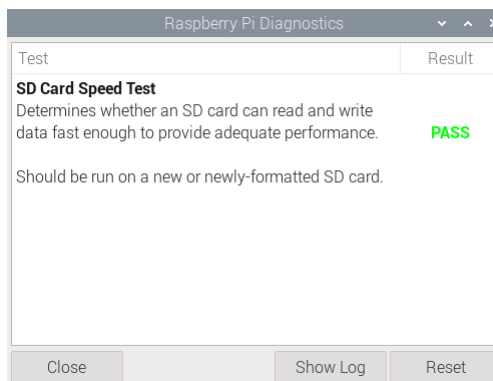 Raspberry Pi Diagnostics
Test Result
SD Card Speed Test
Determines whether an SD card can read and write
data fast enough to provide adequate performance. PASS
Should be run on a new or newly-formatted SD card.
Close Show Log Reset